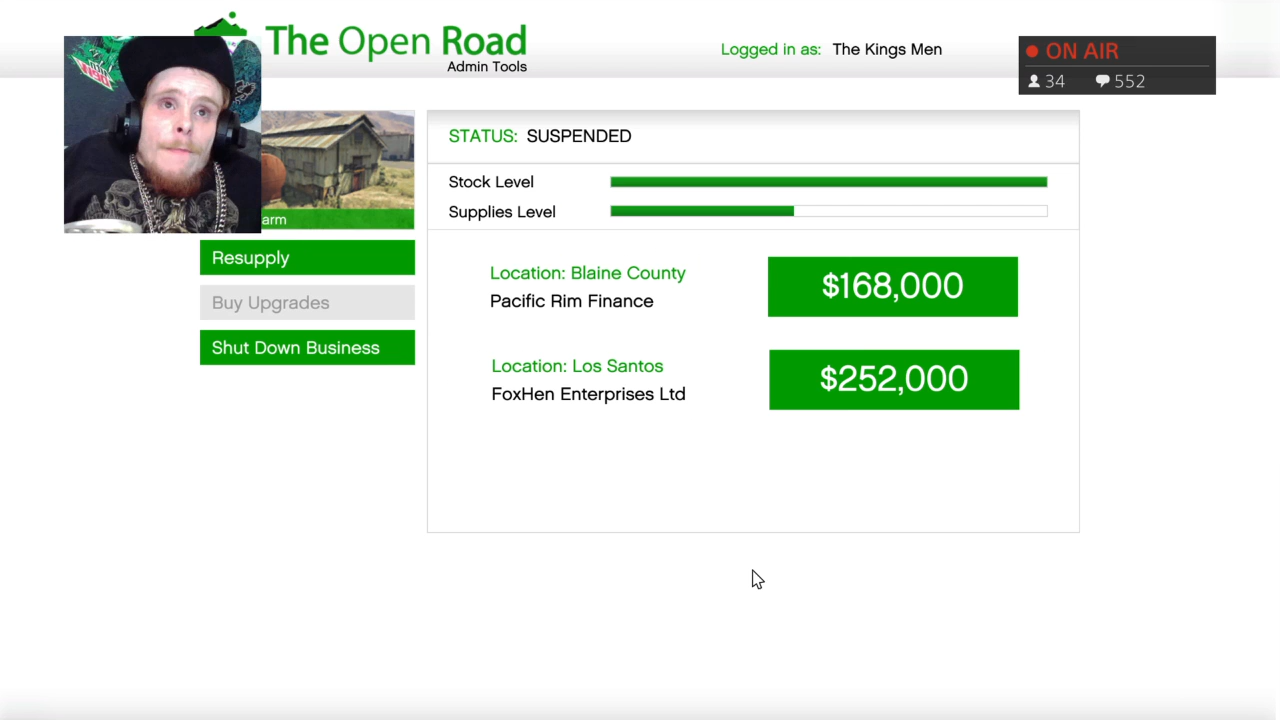 The Open Road
Admin Tools
Logged in as: The Kings Men
ON AIR
34 552
STATUS: SUSPENDED
Stock Level
Supplies Level
arm
Resupply
Buy Upgrades
Shut Down Business
Location: Blaine County
Pacific Rim Finance
$168,000
Location: Los Santos
FoxHen Enterprises Ltd
$252,000